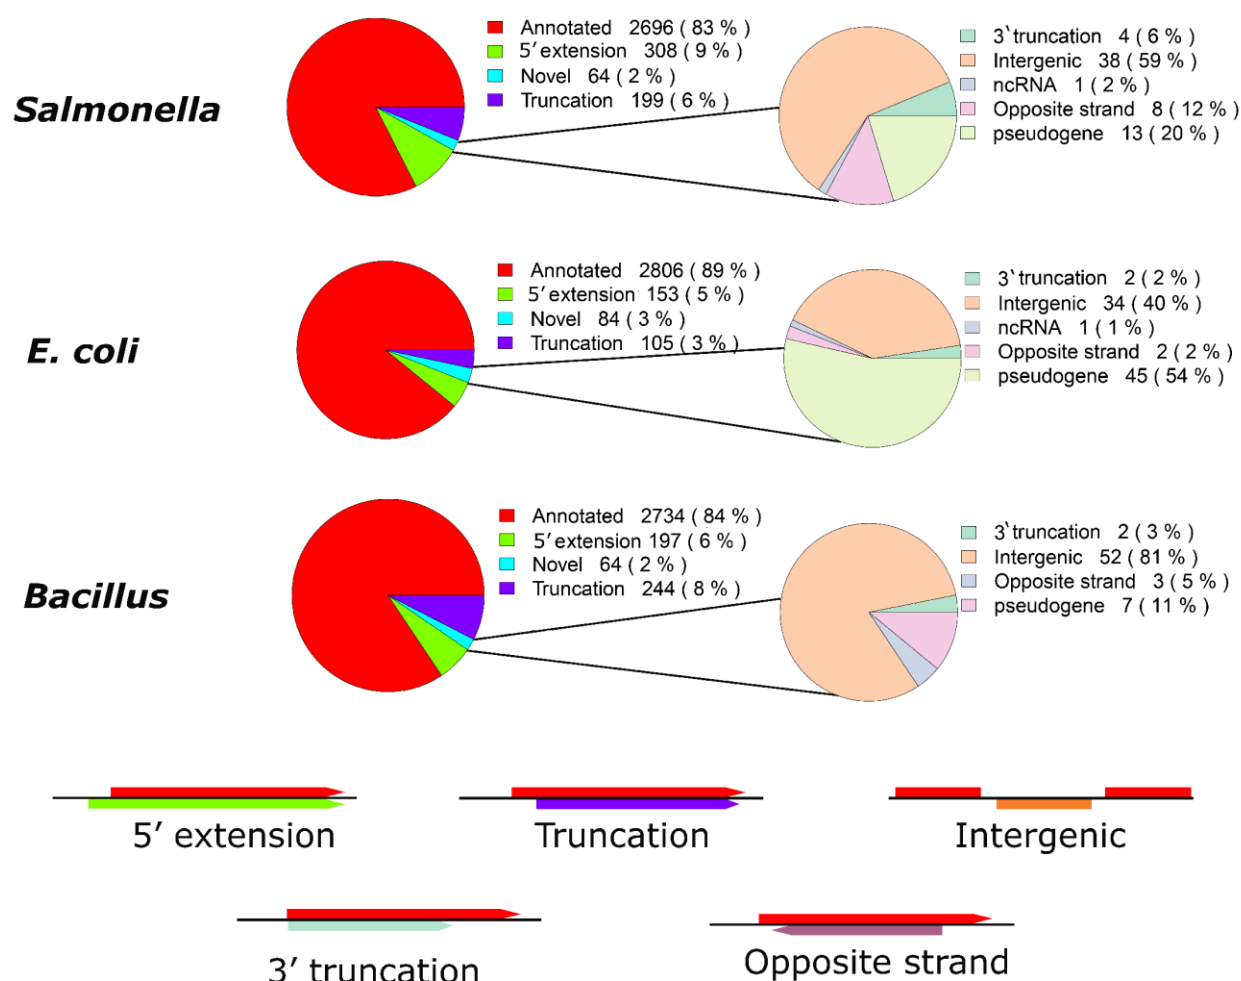 Salmonella
Annotated 2696 ( 83 % )
5′ extension 308 ( 9 % )
Novel 64 ( 2 % )
Truncation 199 ( 6 % )
3‵ truncation 4 ( 6 % )
Intergenic 38 ( 59 % )
ncRNA 1 ( 2 % )
Opposite strand 8 ( 12 % )
pseudogene 13 ( 20 % )
E. coli
Annotated 2806 ( 89 % )
5′ extension 153 ( 5 % )
Novel 84 ( 3 % )
Truncation 105 ( 3 % )
3‵ truncation 2 ( 2 % )
Intergenic 34 ( 40 % )
ncRNA 1 ( 1 % )
Opposite strand 2 ( 2 % )
pseudogene 45 ( 54 % )
Bacillus
Annotated 2734 ( 84 % )
5′ extension 197 ( 6 % )
Novel 64 ( 2 % )
Truncation 244 ( 8 % )
3‵ truncation 2 ( 3 % )
Intergenic 52 ( 81 % )
Opposite strand 3 ( 5 % )
pseudogene 7 ( 11 % )
5′ extension
Truncation
Intergenic
3′ truncation
Opposite strand